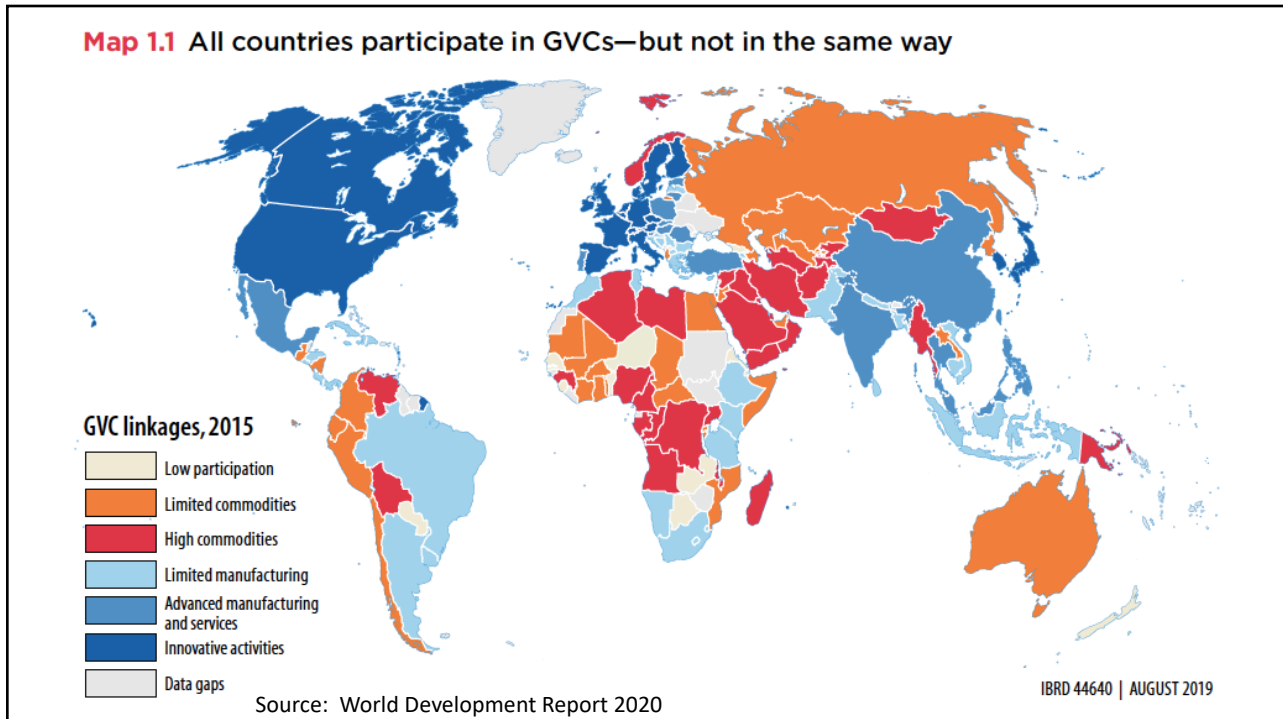 Map 1.1 All countries participate in GVCs—but not in the same way
GVC linkages, 2015
Low participation
Limited commodities
High commodities
Limited manufacturing
Advanced manufacturing
and services
Innovative activities
Data gaps
IBRD 44640 | AUGUST 2019
Source: World Development Report 2020